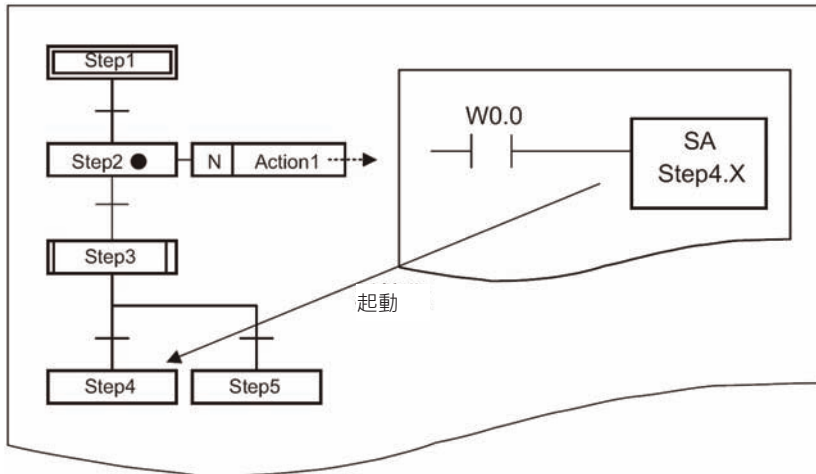 Step1
W0.0
SA
Step4.X
Step2
N
Action1
Step3
起動
Step4
Step5